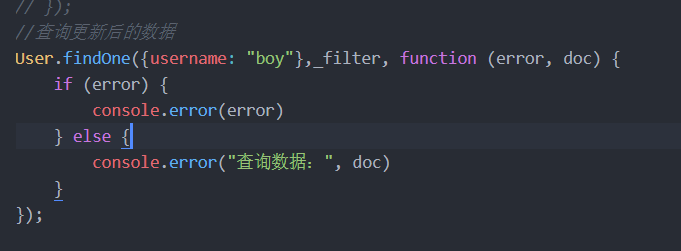 // });
//查询更新后的数据
User.findOne({username: "boy"},_filter, function (error, doc) {
    if (error) {
        console.error(error)
    } else {
        console.error("查询数据：", doc)
    }
});